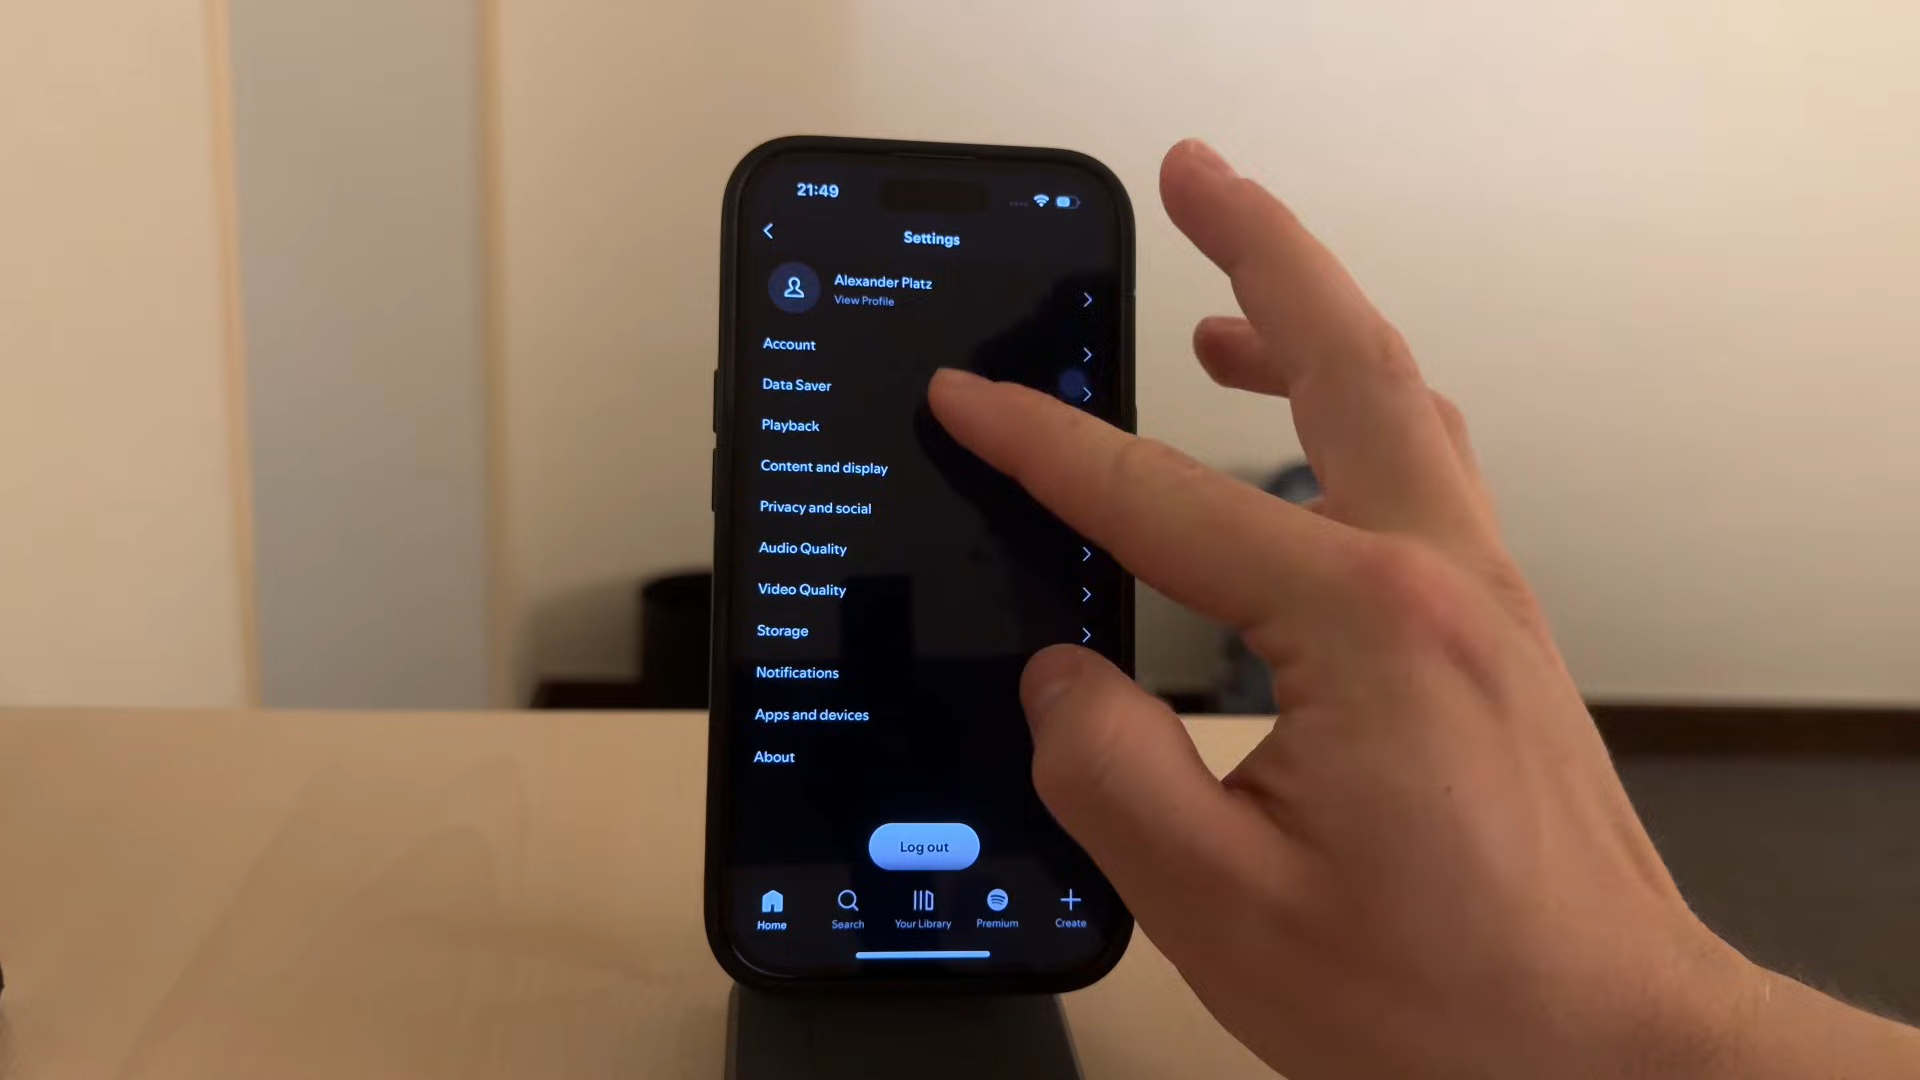 21:49
Settings
Alexander Platz
View Profile
Account
Data Saver
Playback
Content and display
Privacy and social
Audio Quality
Video Quality
Storage
Notifications
Apps and devices
About
Log out
Home
Search
Your Library
Premium
Create